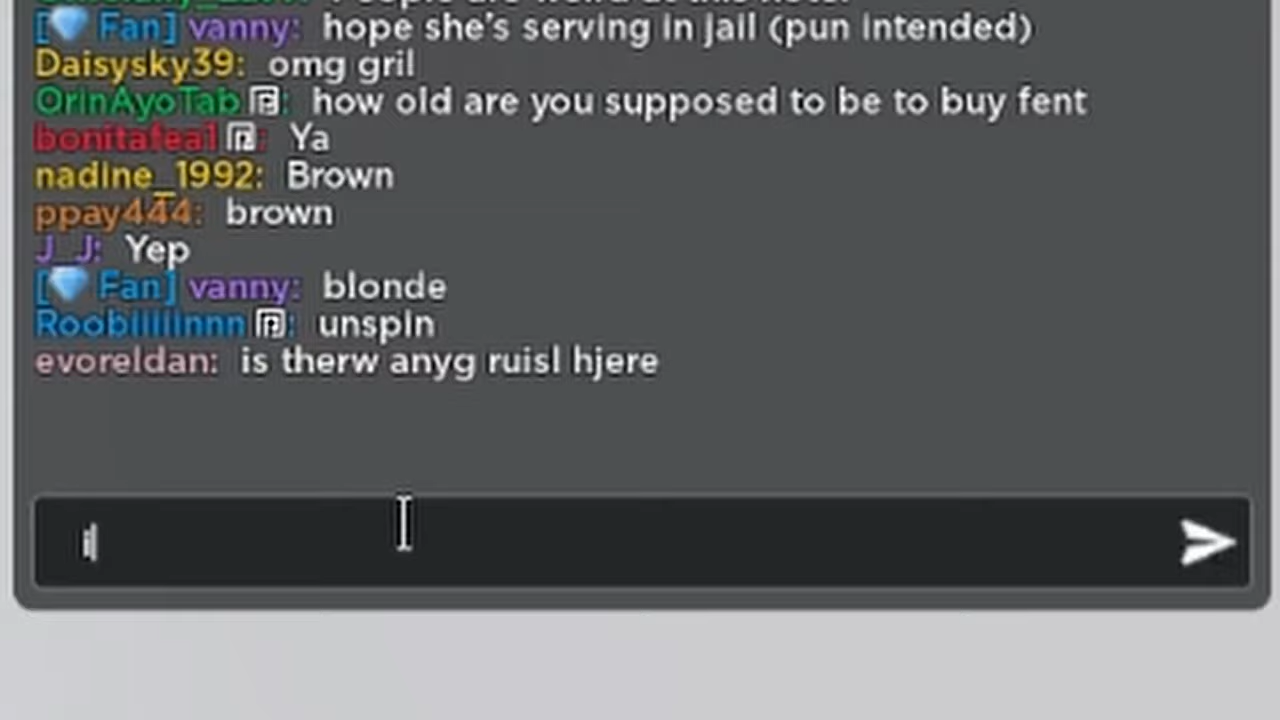 [💎 Fan] vanny: hope she's serving in jail (pun intended)
Daisysky39: omg gril
OrinAyoTab: how old are you supposed to be to buy fent
bonitafea1: Ya
nadine_1992: Brown
ppay444: brown
J_J: Yep
[💎 Fan] vanny: blonde
unspin
evoreldan: is therw anyg ruisl hjere
i